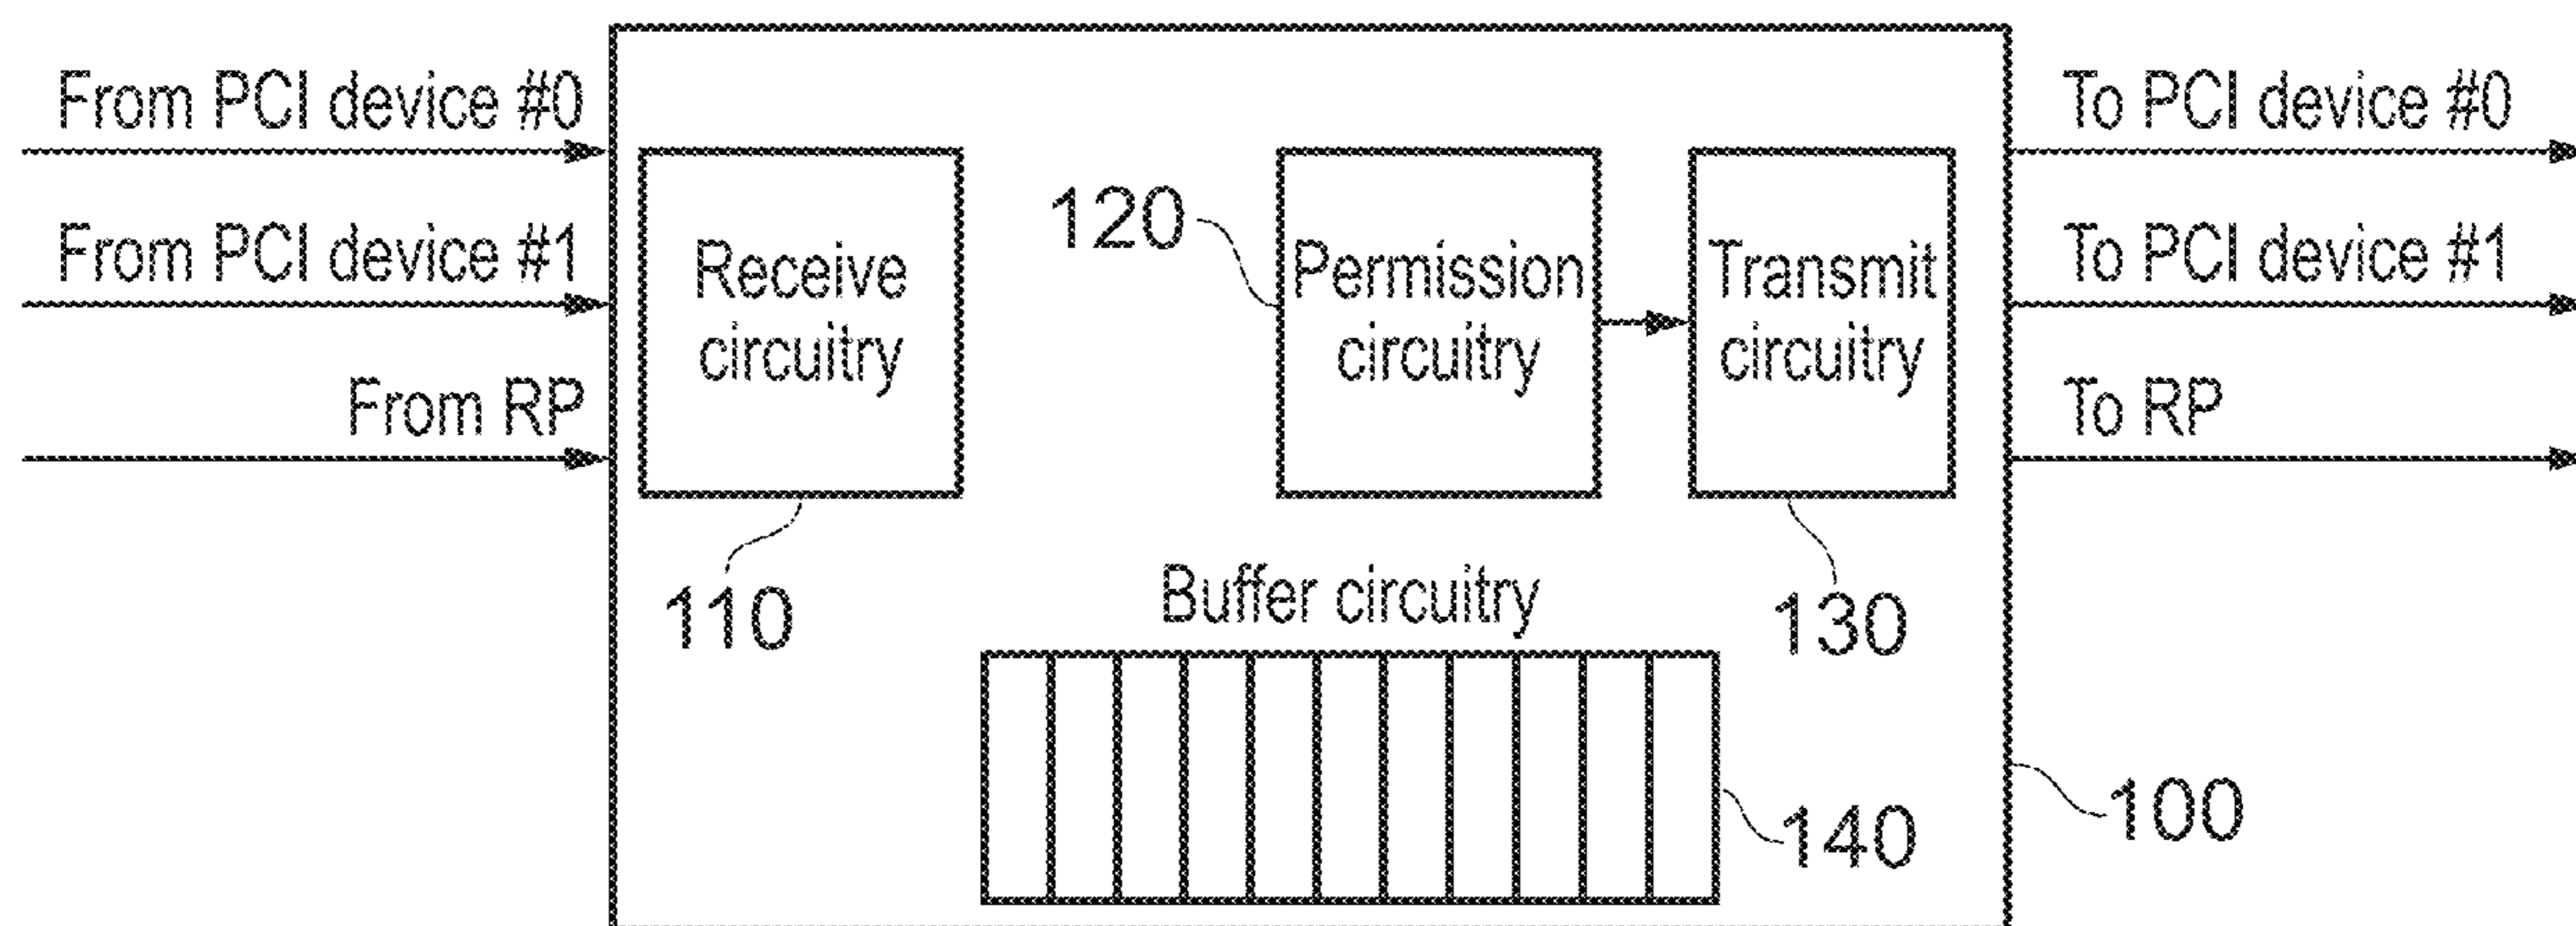 From PCI device #0
To PCI device #0
From PCI device #1
To PCI device #1
From RP
To RP
Receive
circuitry
110
120
Permission
circuitry
Transmit
circuitry
130
Buffer circuitry
140
100